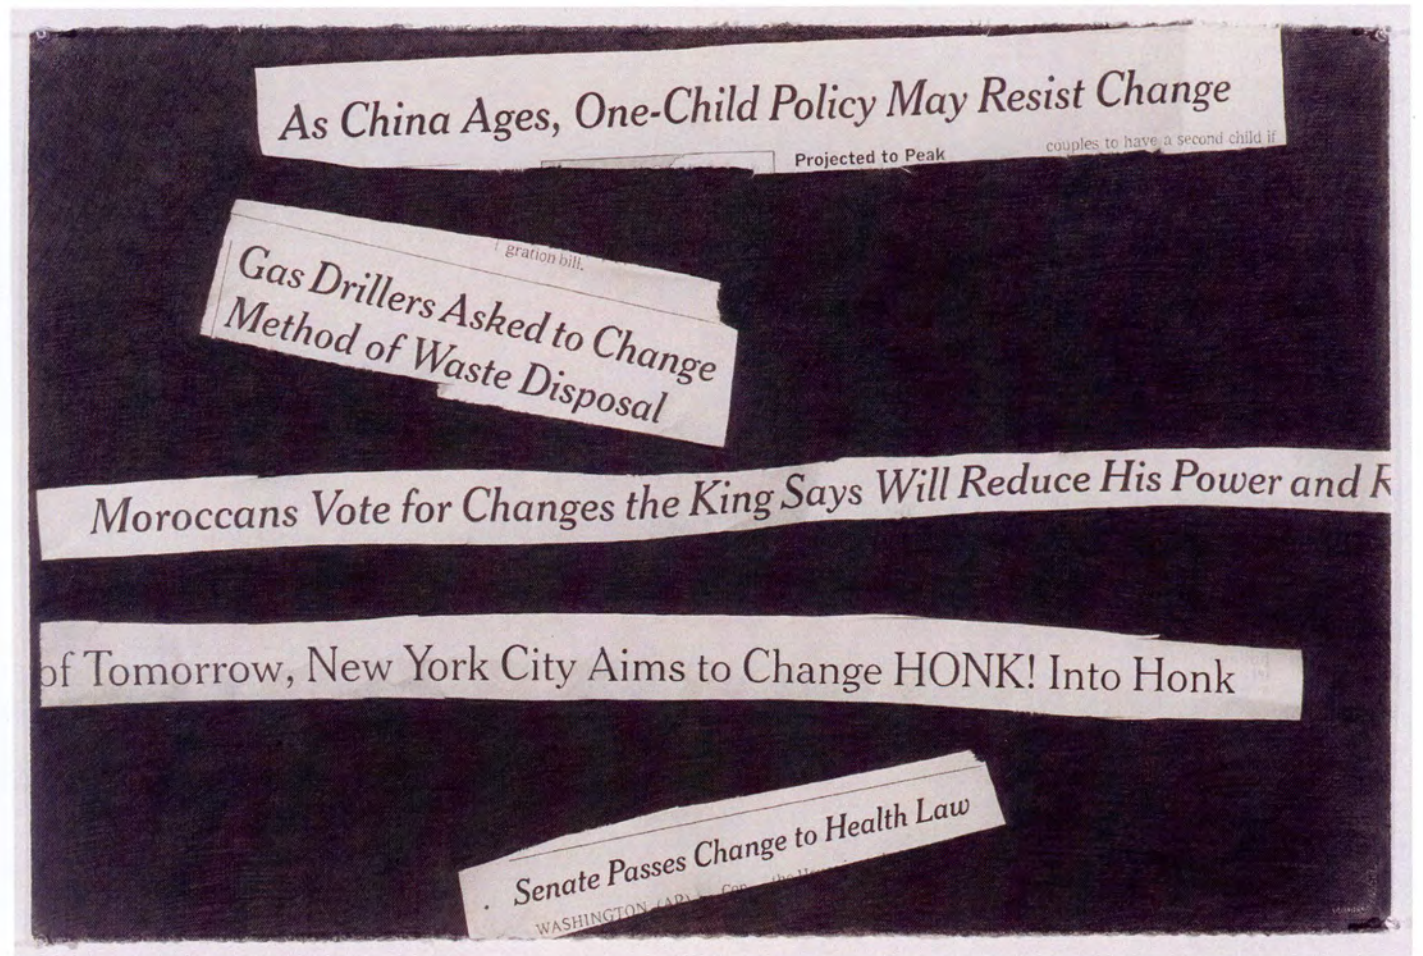 As China Ages, One-Child Policy May Resist Change
Projected to Peak
couples to have a second child if
gration bill.
Gas Drillers Asked to Change
Method of Waste Disposal
Moroccans Vote for Changes the King Says Will Reduce His Power and R
of Tomorrow, New York City Aims to Change HONK! Into Honk
Senate Passes Change to Health Law
WASHINGTON (AP)